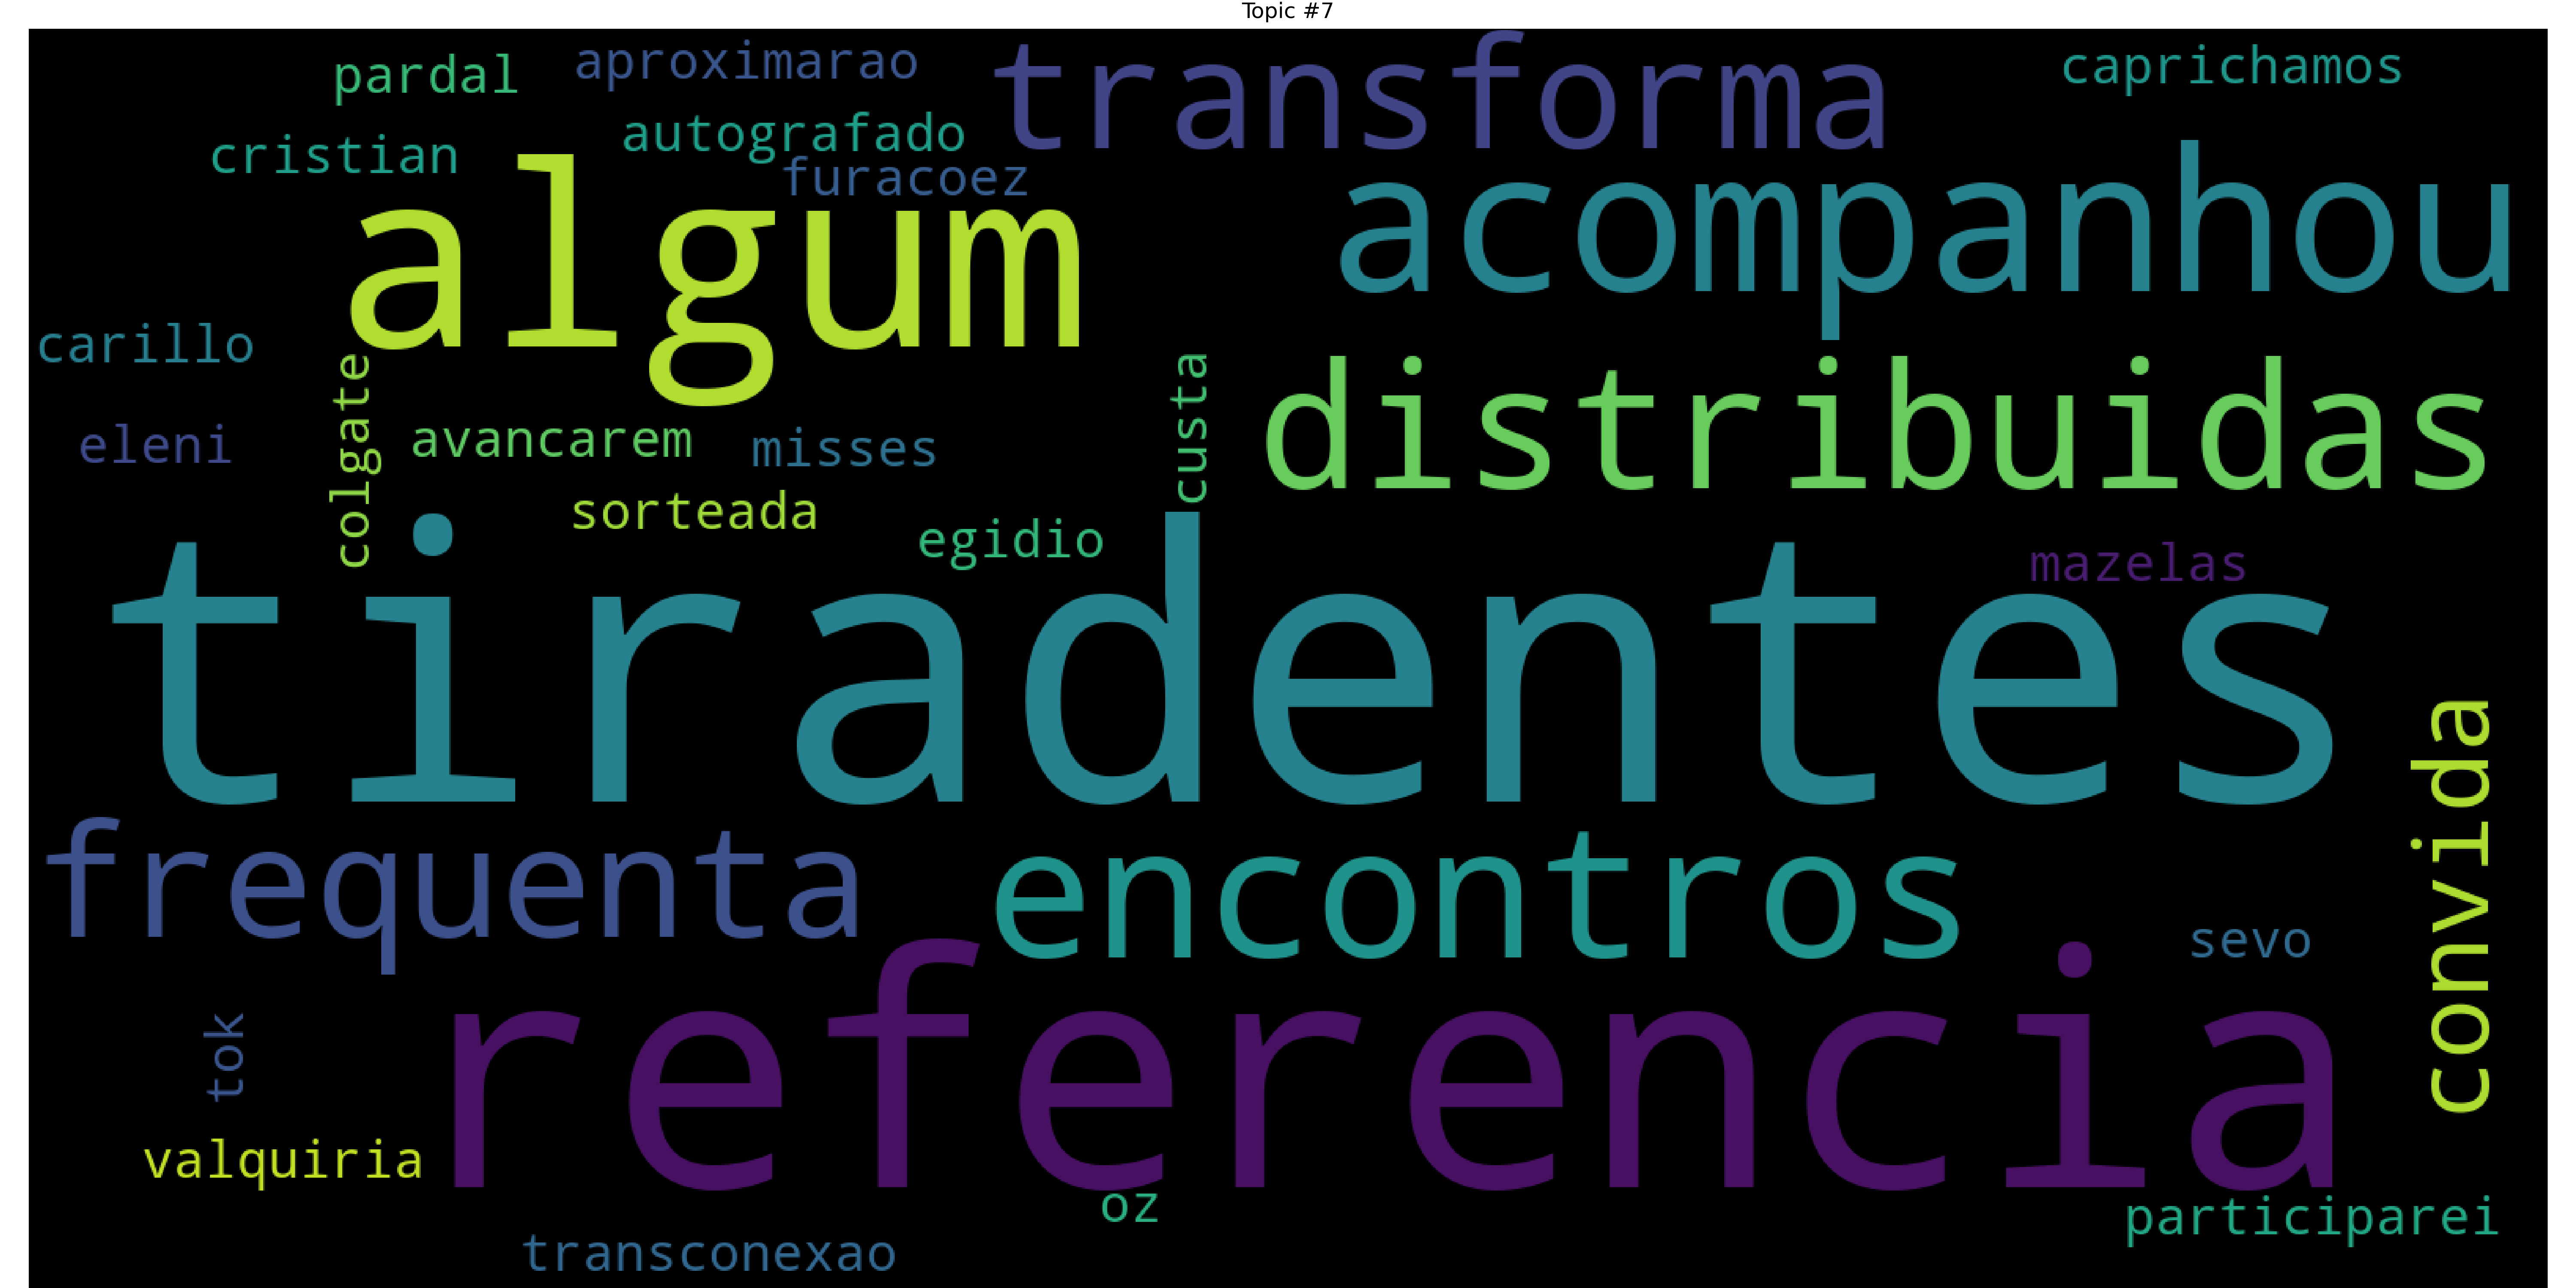 Topic #7
pardal
aproximarao
transforma
caprichamos
cristian
autografado
furacoez
algum
acompanhou
carillo
colgate
custa
distribuidas
eleni
avancarem
misses
sorteada
egidio
mazelas
tiradentes
convida
frequenta
encontros
sevo
tok
referencia
valquiria
oz
participarei
transconexao